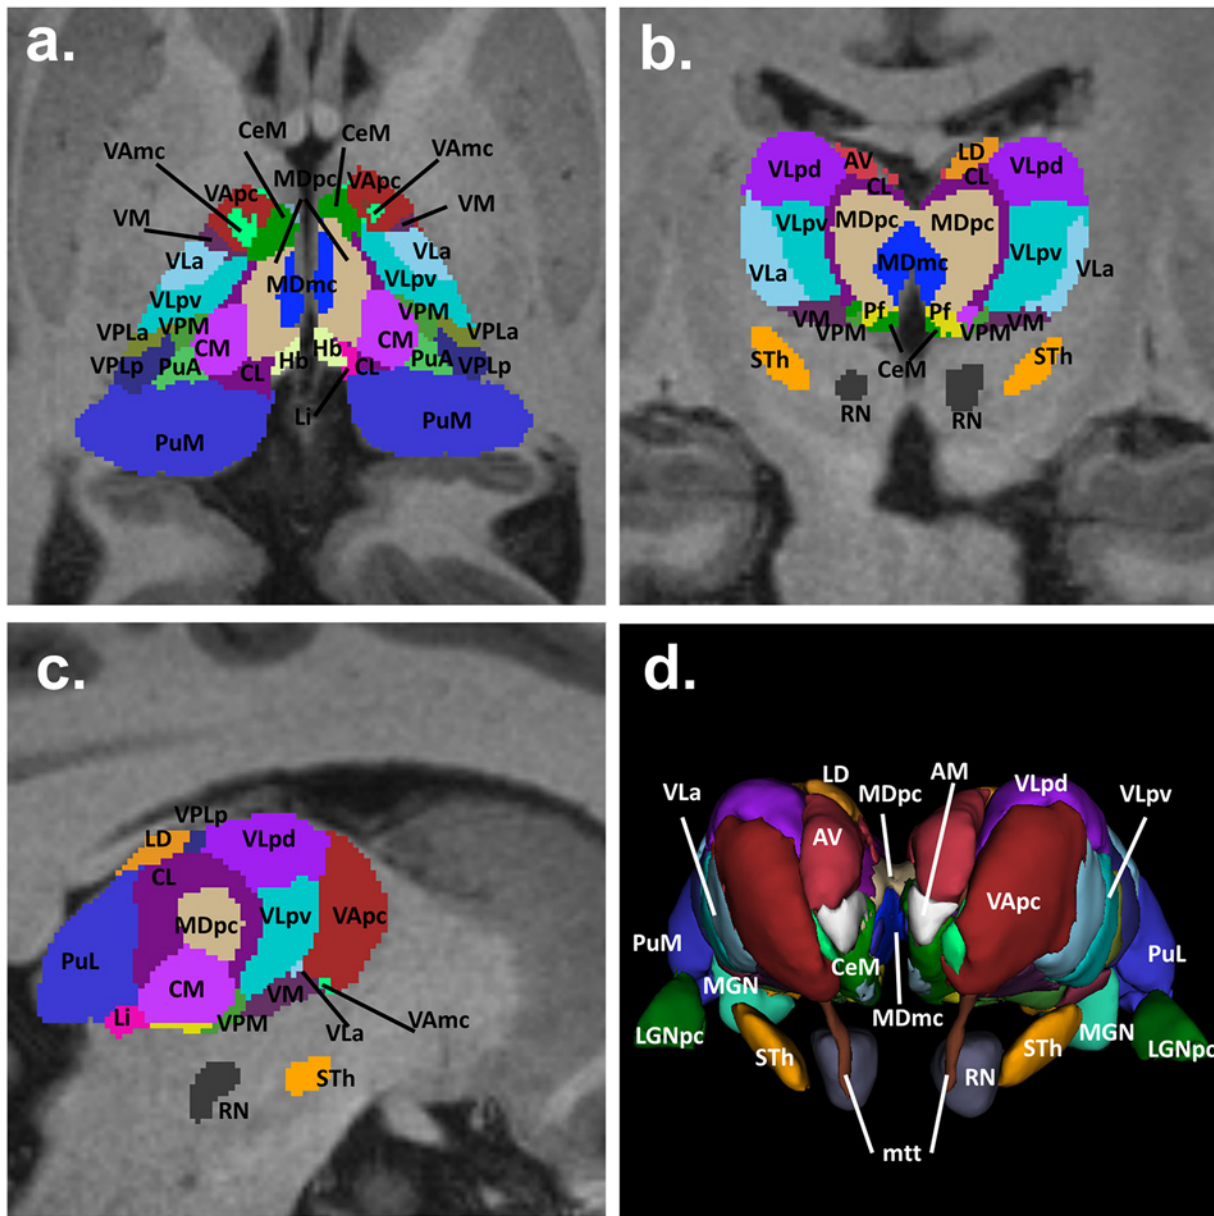 a.
CeM CeM
VAmc VAmc
MDpc
VApc VApc
VM VM
VLa VLa
MDmc
VLpv VLpv
VPM VPM
VPLa VPLa
CM CM
Hb Hb
VPLp PuA PuA VPLp
CL CL
Li
PuM PuM
b.
AV LD
VLpd CL CL VLpd
VLpv MDpc MDpc VLpv
MDmc
VLa VLa
VM Pf Pf VM
VPM VPM
STh CeM STh
RN RN
c.
VPLp
LD VLpd
CL
MDpc VLpv VApc
PuL
CM VM
Li VPM
VLa VAmc
STh
RN
d.
LD AM
MDpc VLpd
VLa VLpv
AV
VApc
PuM PuL
CeM
MGN
MDmc
LGNpc MGN LGNpc
STh RN STh
mtt